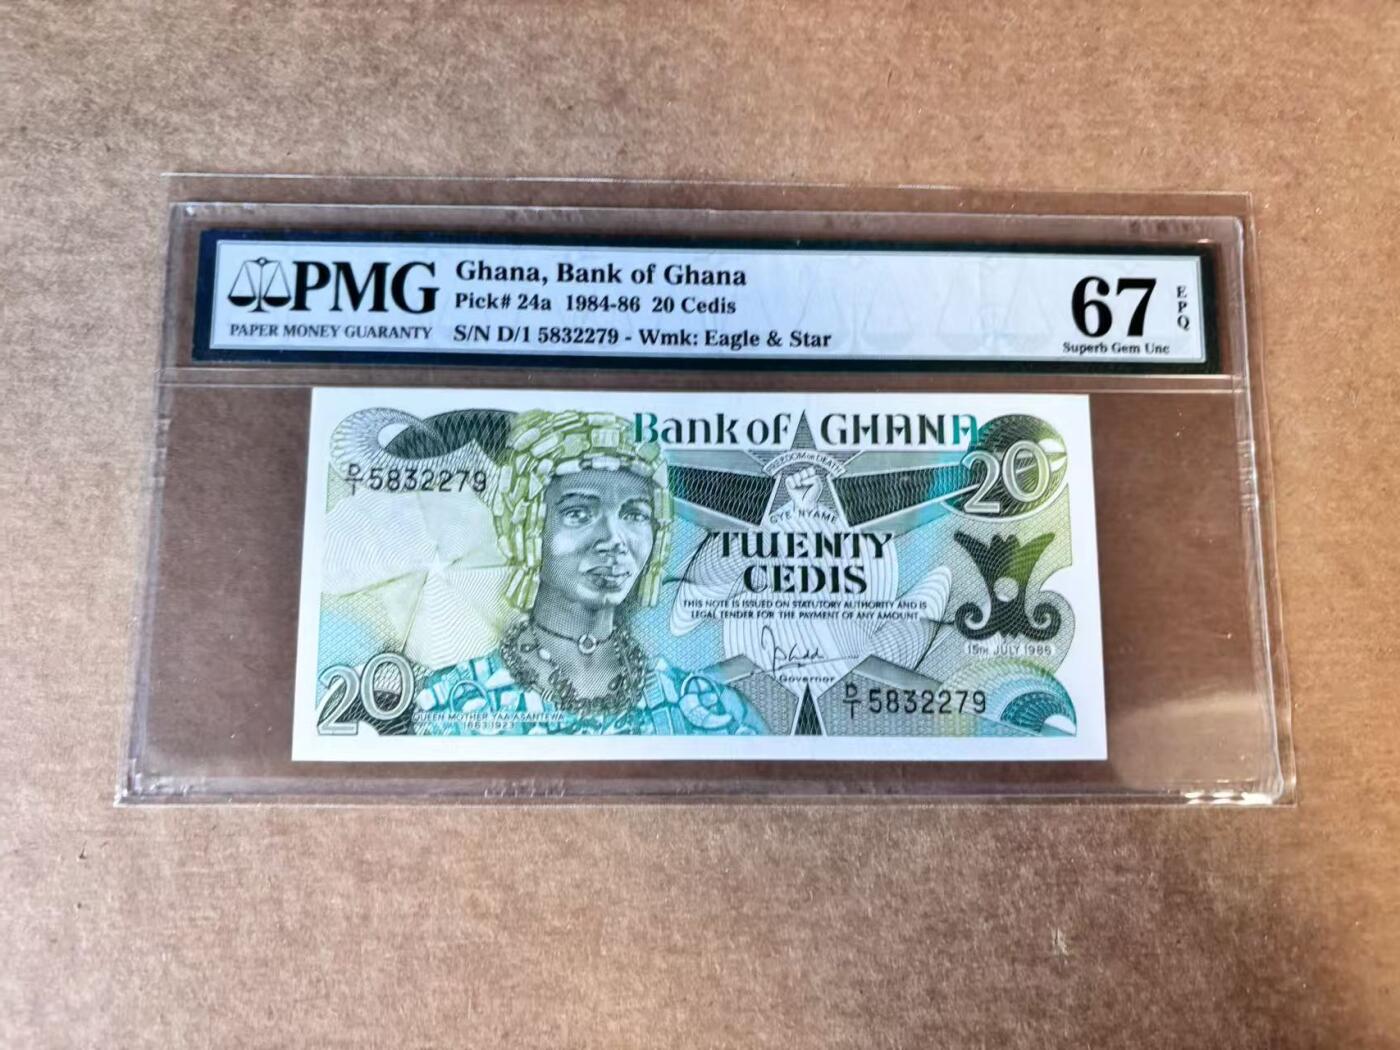 PMG
PAPER MONEY GUARANTY
Ghana, Bank of Ghana
Pick# 24a 1984-86 20 Cedis
S/N D/1 5832279 - Wmk: Eagle & Star
67
EPQ
Superb Gem Unc
Bank of GHANA
D/1 5832279
FREEDOM OR DEATH
GYE NYAME
20
TWENTY
CEDIS
THIS NOTE IS ISSUED ON STATUTORY AUTHORITY AND IS
LEGAL TENDER FOR THE PAYMENT OF ANY AMOUNT
15TH JULY 1986
Governor
D/1 5832279
20
QUEEN MOTHER YAA ASANTEWA
1863-1923